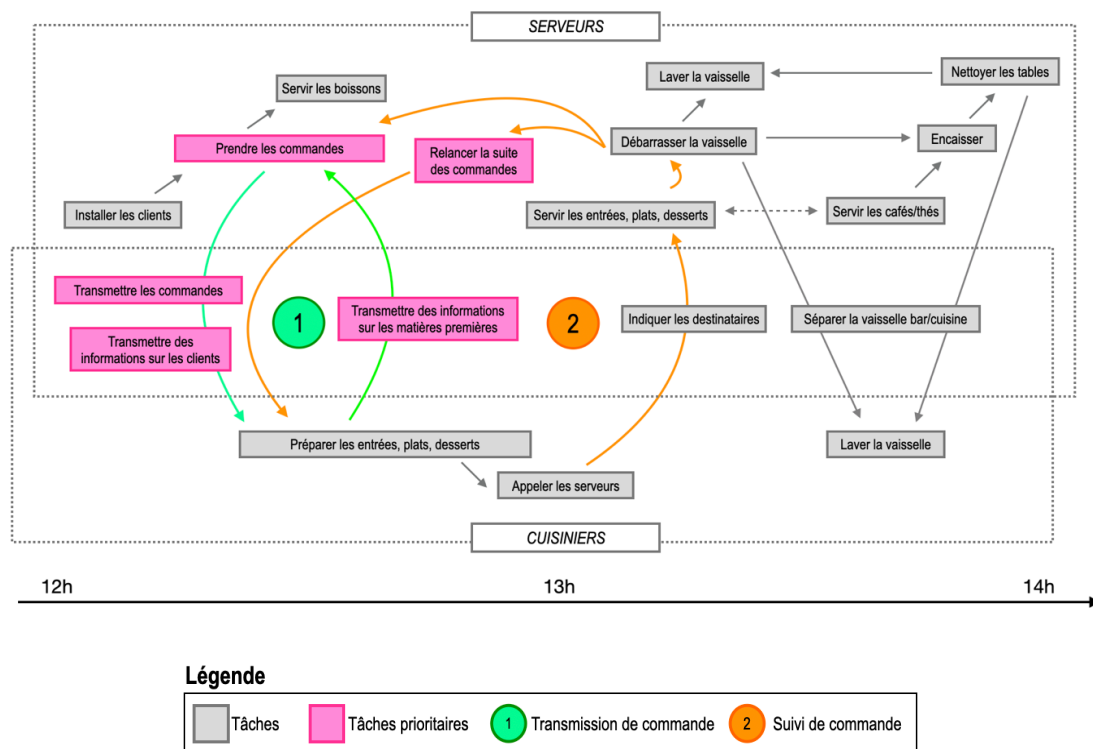 SERVEURS
Laver la vaisselle
Nettoyer les tables
Servir les boissons
Prendre les commandes
Relancer la suite
des commandes
Débarrasser la vaisselle
Encaisser
Installer les clients
Servir les entrées, plats, desserts
Servir les cafés/thés
Transmettre les commandes
Transmettre des
informations sur les clients
1
Transmettre des informations
sur les matières premières
2
Indiquer les destinataires
Séparer la vaisselle bar/cuisine
Préparer les entrées, plats, desserts
Laver la vaisselle
Appeler les serveurs
CUISINIERS
12h
13h
14h
Légende
Tâches
Tâches prioritaires
1
Transmission de commande
2
Suivi de commande